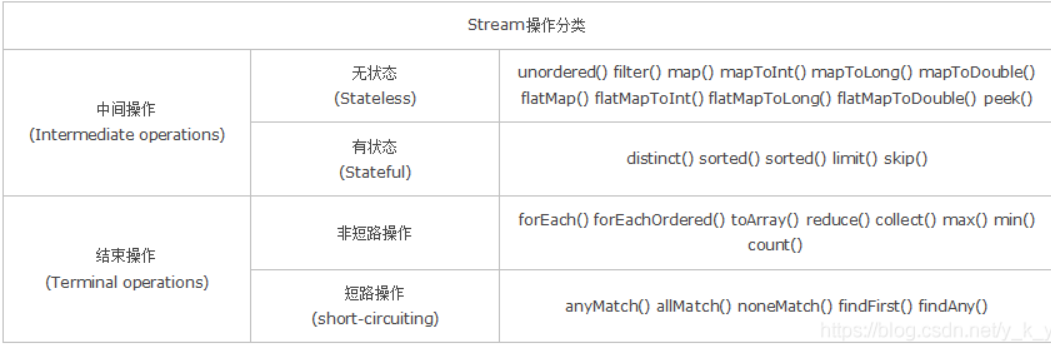 Stream操作分类
中间操作
(Intermediate operations)
无状态
(Stateless)
unordered() filter() map() mapToInt() mapToLong() mapToDouble()
flatMap() flatMapToInt() flatMapToLong() flatMapToDouble() peek()
有状态
(Stateful)
distinct() sorted() sorted() limit() skip()
结束操作
(Terminal operations)
非短路操作
forEach() forEachOrdered() toArray() reduce() collect() max() min()
count()
短路操作
(short-circuiting)
anyMatch() allMatch() noneMatch() findFirst() findAny()
https://blog.csdn.net/y_k_y